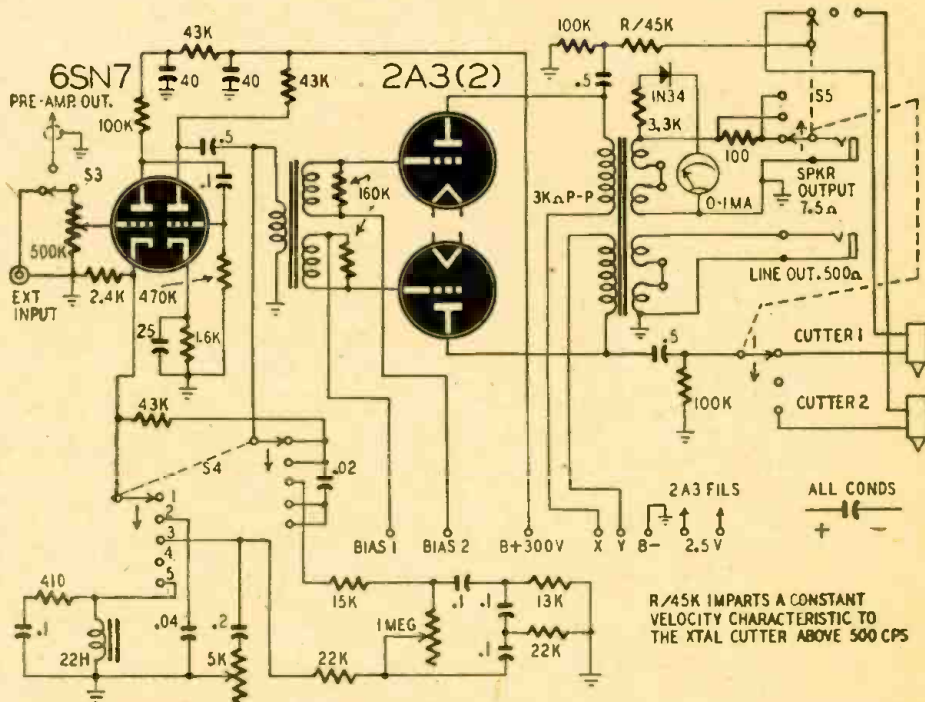 43K
100K
R/45K
6SN7
40
40
43K
2A3(2)
.5
S5
PRE-AMP. OUT.
1N34
100K
.5
3.3K
S3
.1
160K
100
3KΩP-P
0-1MA
SPKR
OUTPUT
7.5Ω
500K
2.4K
470K
LINE OUT. 500Ω
EXT
INPUT
25
1.6K
.5
CUTTER 1
43K
100K
CUTTER 2
S4
.02
2A3 FILS
ALL CONDS
+ −
1
2
3
4
5
BIAS 1
BIAS 2
B+300V
X
Y
B-
2.5V
410
15K
.1
.1
13K
R/45K IMPARTS A CONSTANT
VELOCITY CHARACTERISTIC TO
THE XTAL CUTTER ABOVE 500 CPS
.1
.04
.2
1 MEG
22H
5K
22K
.1
22K